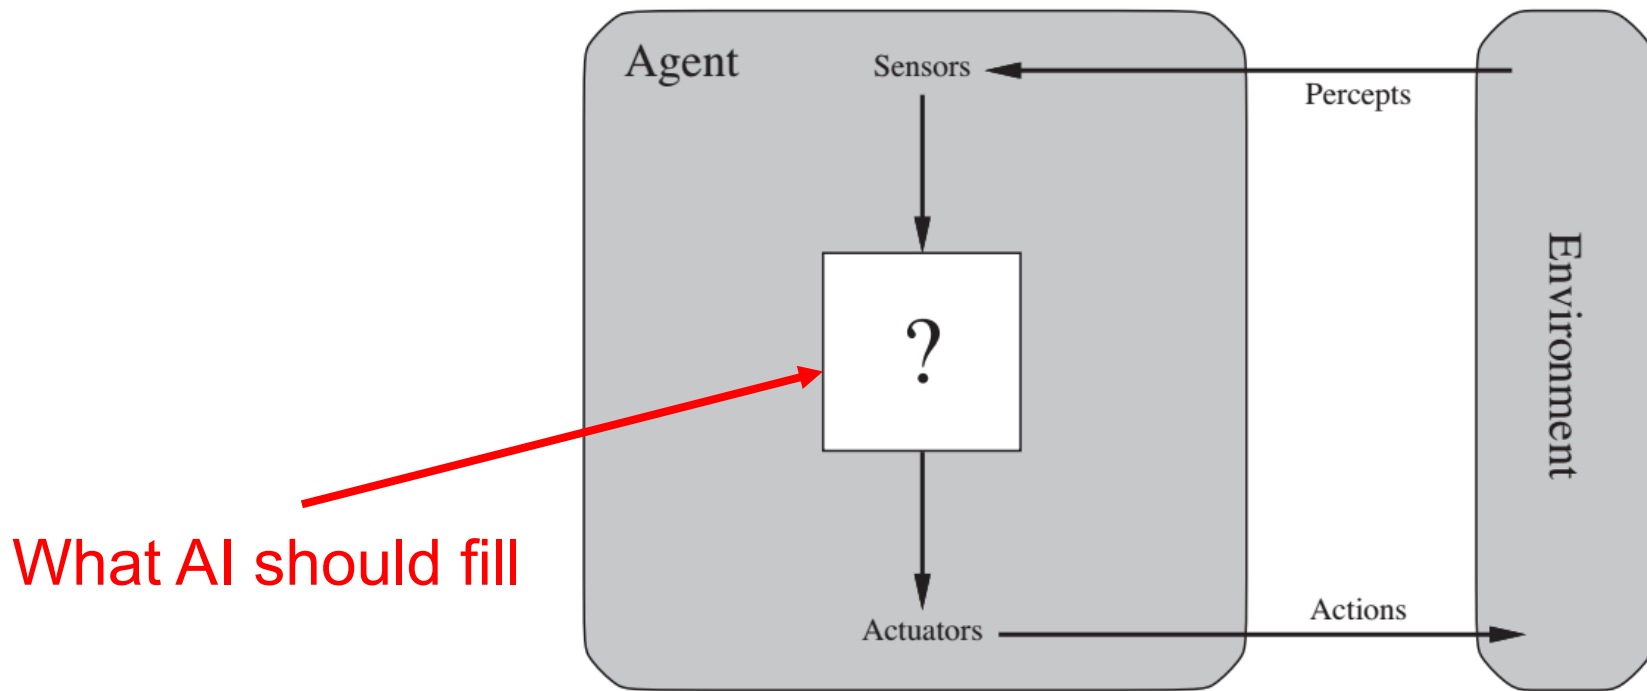 Agent
Sensors
Percepts
?
Environment
What AI should fill
Actions
Actuators